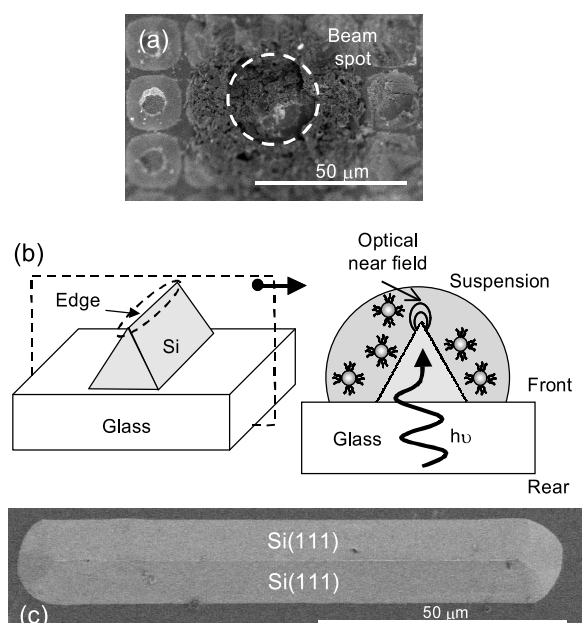 (a)
Beam
spot
50 μm
(b)
Optical
near field
Suspension
Edge
Si
Front
Glass
Glass
hυ
Rear
Si(111)
Si(111)
50 μm
(c)